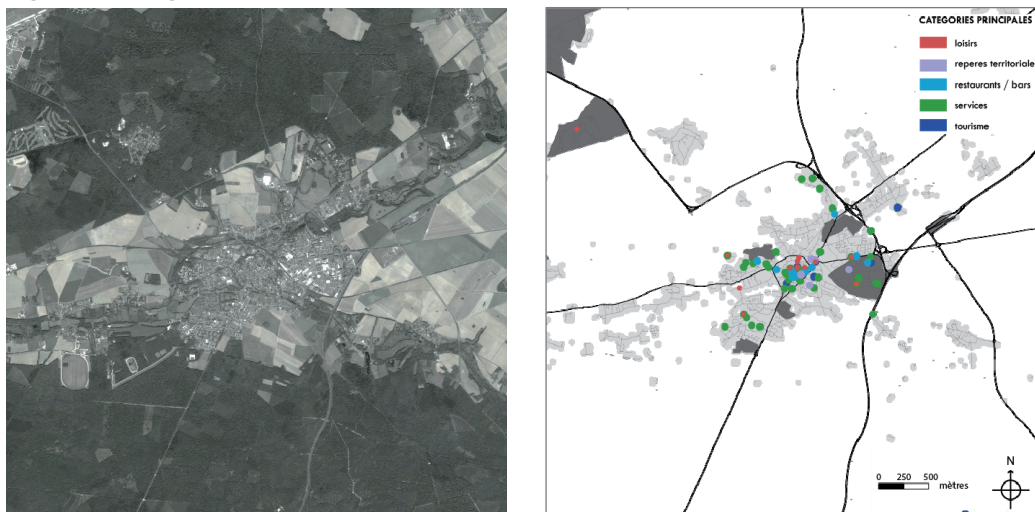 CATEGORIES PRINCIPALES
loisirs
reperes territoriale
restaurants / bars
services
tourisme
N
0 250 500
mètres